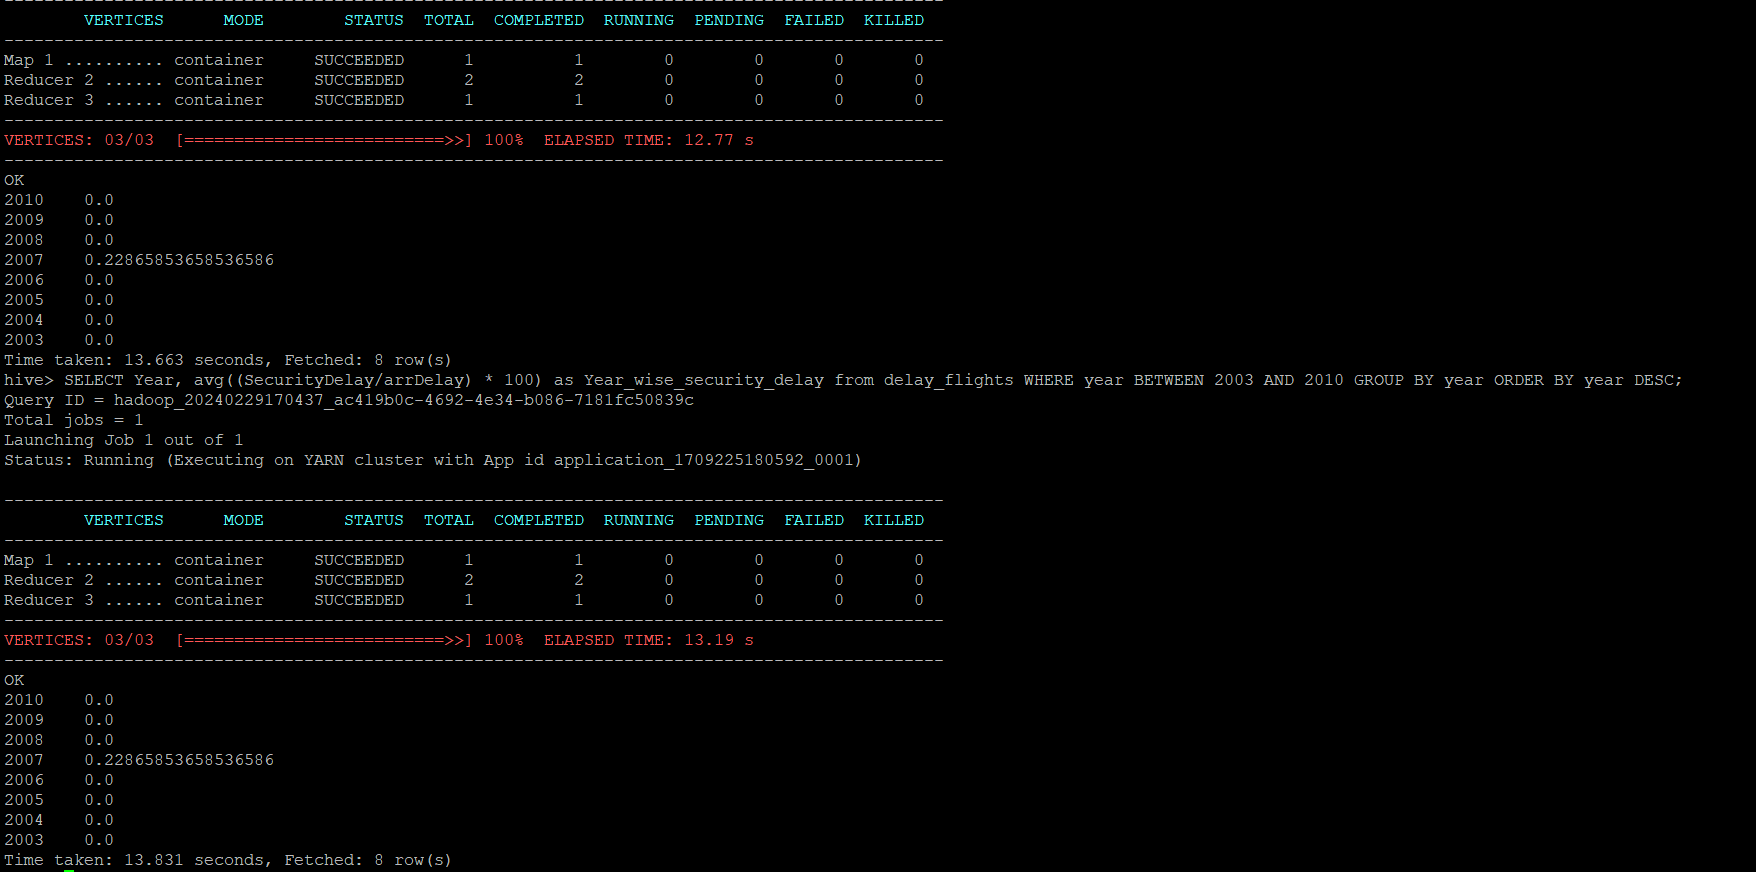 --------------------------------------------------------------------------------------
        VERTICES      MODE        STATUS  TOTAL  COMPLETED  RUNNING  PENDING  FAILED  KILLED
----------------------------------------------------------------------------------------------
Map 1 .......... container     SUCCEEDED      1          1        0        0       0       0
Reducer 2 ...... container     SUCCEEDED      2          2        0        0       0       0
Reducer 3 ...... container     SUCCEEDED      1          1        0        0       0       0
----------------------------------------------------------------------------------------------
VERTICES: 03/03  [==========================>>] 100%  ELAPSED TIME: 12.77 s
----------------------------------------------------------------------------------------------
OK
2010    0.0
2009    0.0
2008    0.0
2007    0.22865853658536586
2006    0.0
2005    0.0
2004    0.0
2003    0.0
Time taken: 13.663 seconds, Fetched: 8 row(s)
hive> SELECT Year, avg((SecurityDelay/arrDelay) * 100) as Year_wise_security_delay from delay_flights WHERE year BETWEEN 2003 AND 2010 GROUP BY year ORDER BY year DESC;
Query ID = hadoop_20240229170437_ac419b0c-4692-4e34-b086-7181fc50839c
Total jobs = 1
Launching Job 1 out of 1
Status: Running (Executing on YARN cluster with App id application_1709225180592_0001)
----------------------------------------------------------------------------------------------
        VERTICES      MODE        STATUS  TOTAL  COMPLETED  RUNNING  PENDING  FAILED  KILLED
----------------------------------------------------------------------------------------------
Map 1 .......... container     SUCCEEDED      1          1        0        0       0       0
Reducer 2 ...... container     SUCCEEDED      2          2        0        0       0       0
Reducer 3 ...... container     SUCCEEDED      1          1        0        0       0       0
----------------------------------------------------------------------------------------------
VERTICES: 03/03  [==========================>>] 100%  ELAPSED TIME: 13.19 s
----------------------------------------------------------------------------------------------
OK
2010    0.0
2009    0.0
2008    0.0
2007    0.22865853658536586
2006    0.0
2005    0.0
2004    0.0
2003    0.0
Time taken: 13.831 seconds, Fetched: 8 row(s)